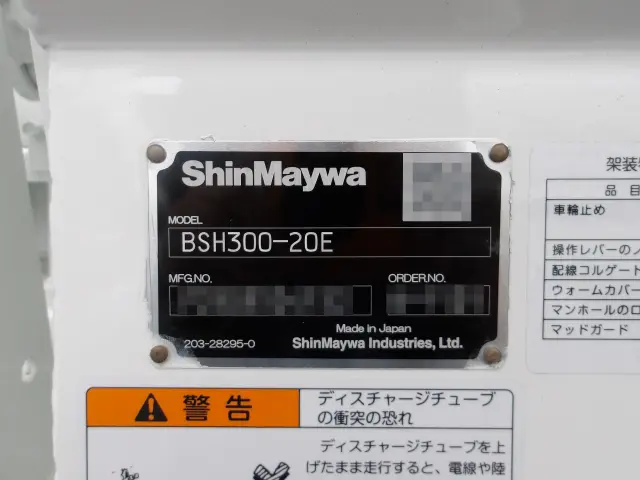 ShinMaywa
MODEL
BSH300-20E
MFG.NO.
ORDER.NO.
Made in Japan
203-28295-0
ShinMaywa Industries, Ltd.
架装
品 目
車輪止め
操作レバーのノ
配線コルゲート
ウォームカバー
マンホールのロ
マッドガード
警告
ディスチャージチューブ
の衝突の恐れ
ディスチャージチューブを上
げたまま走行すると、電線や陸